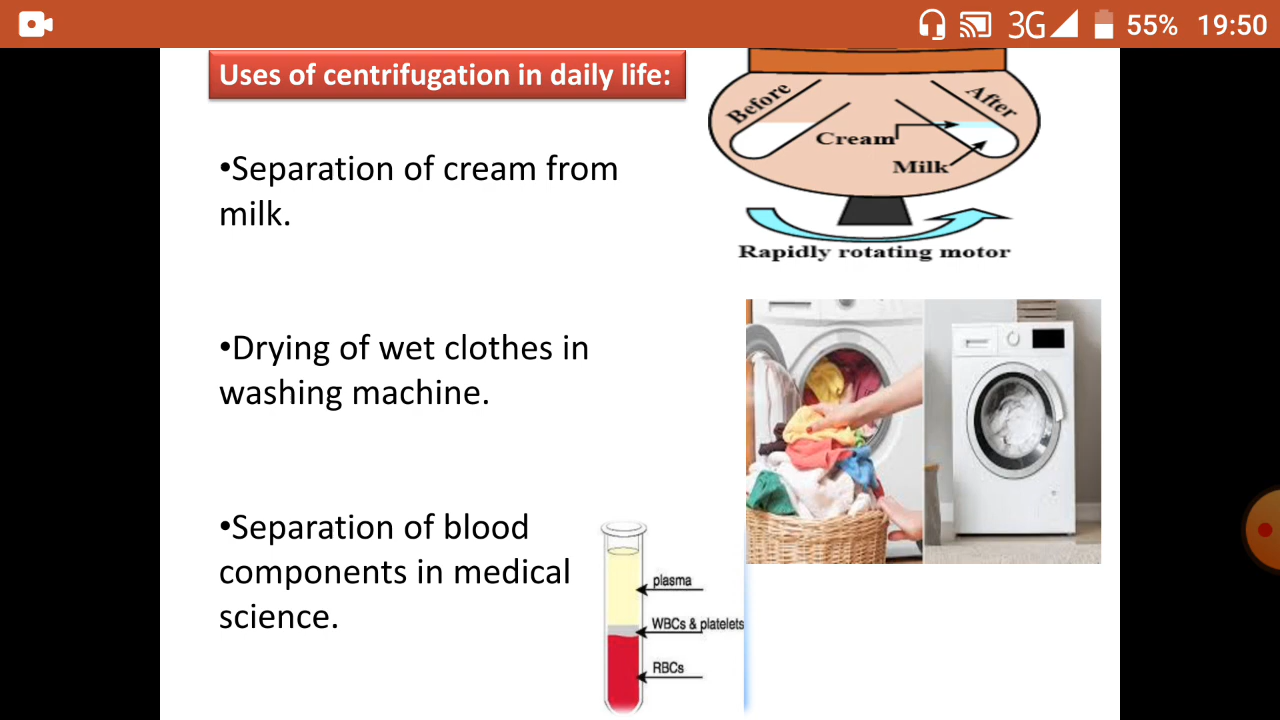 3G 55% 19:50
Uses of centrifugation in daily life:
Before
After
Cream
Milk
Rapidly rotating motor
•Separation of cream from
milk.
•Drying of wet clothes in
washing machine.
•Separation of blood
components in medical
science.
plasma
WBCs & platelets
RBCs